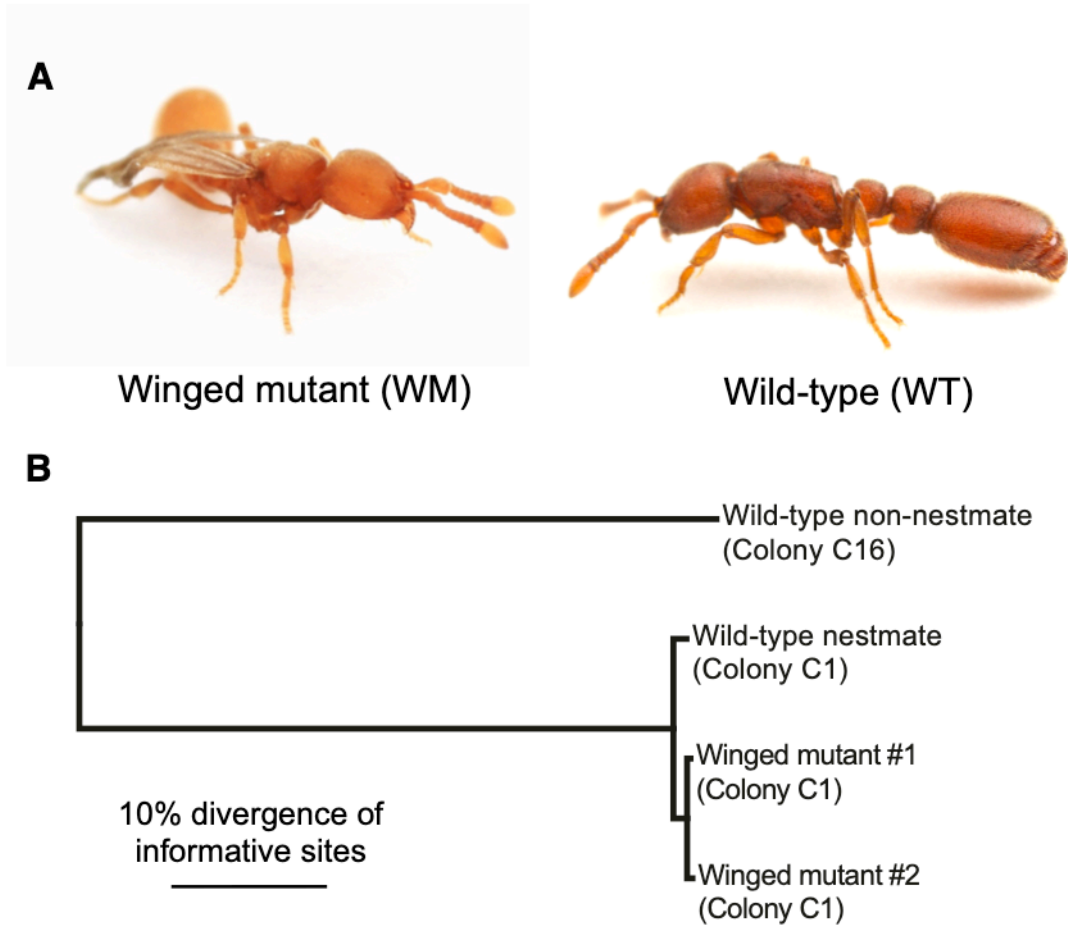 A
Winged mutant (WM)
Wild-type (WT)
B
Wild-type non-nestmate
(Colony C16)
Wild-type nestmate
(Colony C1)
Winged mutant #1
(Colony C1)
10% divergence of
informative sites
Winged mutant #2
(Colony C1)